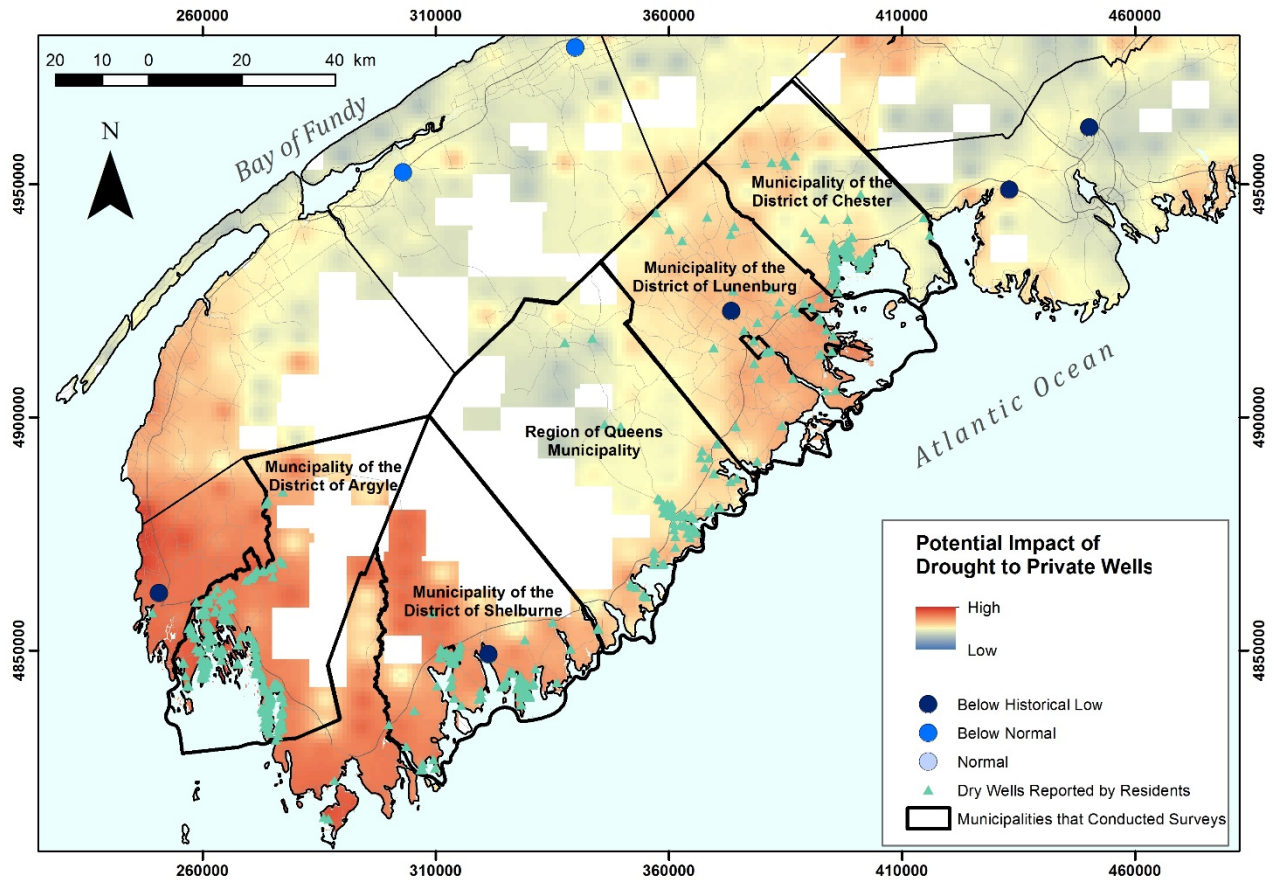 260000
310000
360000
410000
460000
20 10 0 20 40 km
N
Bay of Fundy
4950000
4950000
Municipality of the
District of Chester
Municipality of the
District of Lunenburg
Atlantic Ocean
4900000
4900000
Region of Queens
Municipality
Muncipality of the
District of Argyle
Municipality of the
District of Shelburne
4850000
4850000
Potential Impact of
Drought to Private Wells
High
Low
Below Historical Low
Below Normal
Normal
Dry Wells Reported by Residents
Municipalities that Conducted Surveys
260000
310000
360000
410000
460000